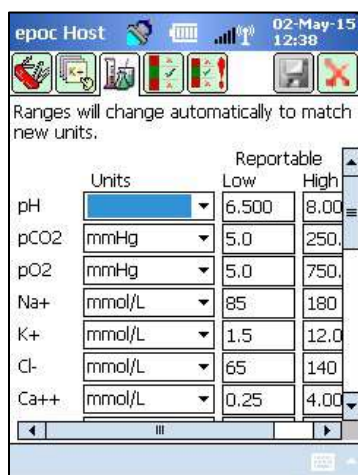 epoc Host 02-May-15 12:38
Ranges will change automatically to match
new units.
Reportable
Units Low High
pH 6.500 8.00
pCO2 mmHg 5.0 250.
pO2 mmHg 5.0 750.
Na+ mmol/L 85 180
K+ mmol/L 1.5 12.0
Cl- mmol/L 65 140
Ca++ mmol/L 0.25 4.00